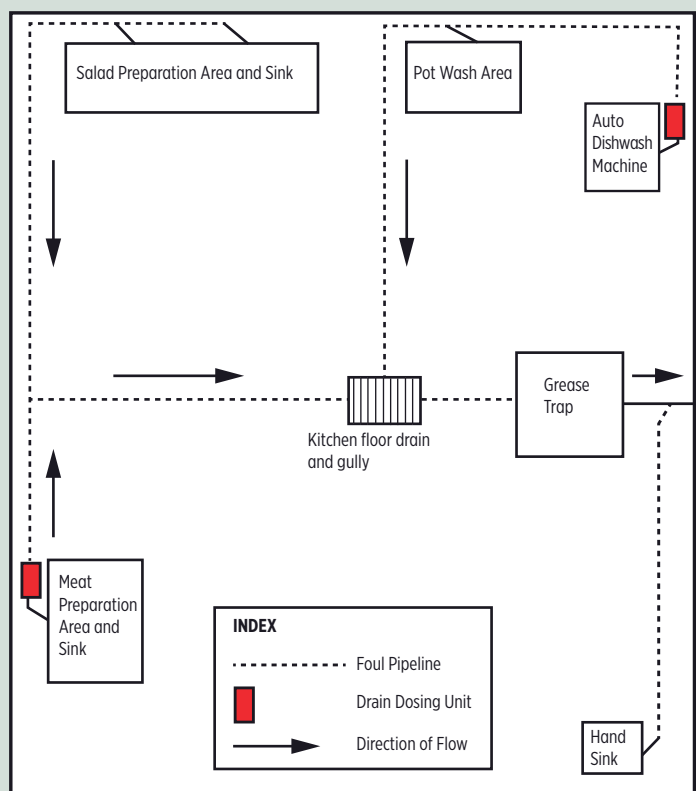 Salad Preparation Area and Sink
Pot Wash Area
Auto
Dishwash
Machine
Grease
Trap
Kitchen floor drain
and gully
Meat
Preparation
Area and
Sink
INDEX
Foul Pipeline
Drain Dosing Unit
Direction of Flow
Hand
Sink